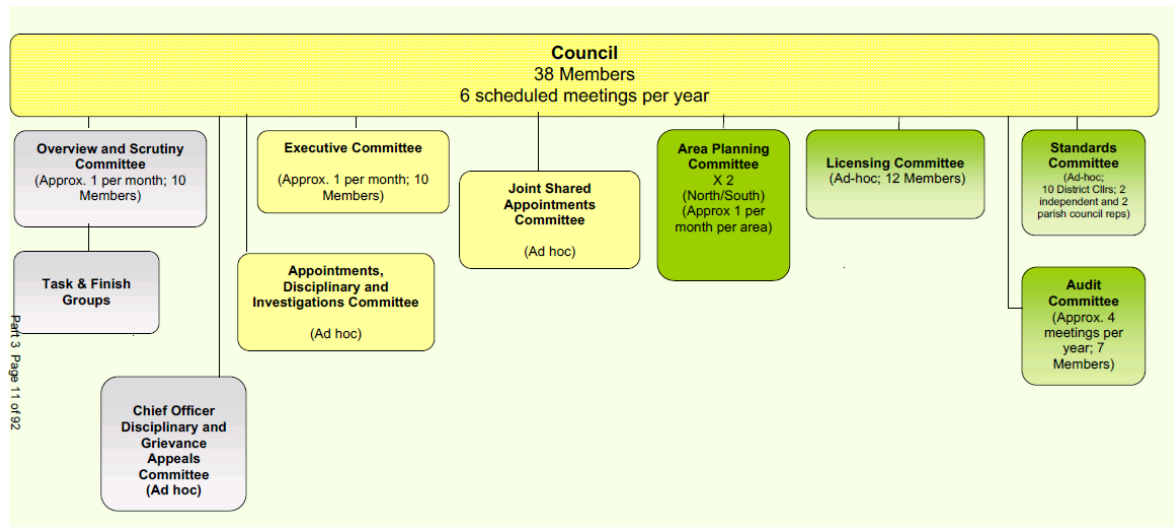 Council
38 Members
6 scheduled meetings per year
Overview and Scrutiny
Committee
(Approx. 1 per month; 10
Members)
Executive Committee
(Approx. 1 per month; 10
Members)
Joint Shared
Appointments
Committee
(Ad hoc)
Area Planning
Committee
X 2
(North/South)
(Approx 1 per
month per area)
Licensing Committee
(Ad-hoc; 12 Members)
Standards
Committee
(Ad-hoc;
10 District Cllrs; 2
independent and 2
parish council reps)
Task & Finish
Groups
Appointments,
Disciplinary and
Investigations Committee
(Ad hoc)
Audit
Committee
(Approx. 4
meetings per
year; 7
Members)
Chief Officer
Disciplinary and
Grievance
Appeals
Committee
(Ad hoc)
Part 3 Page 11 of 92